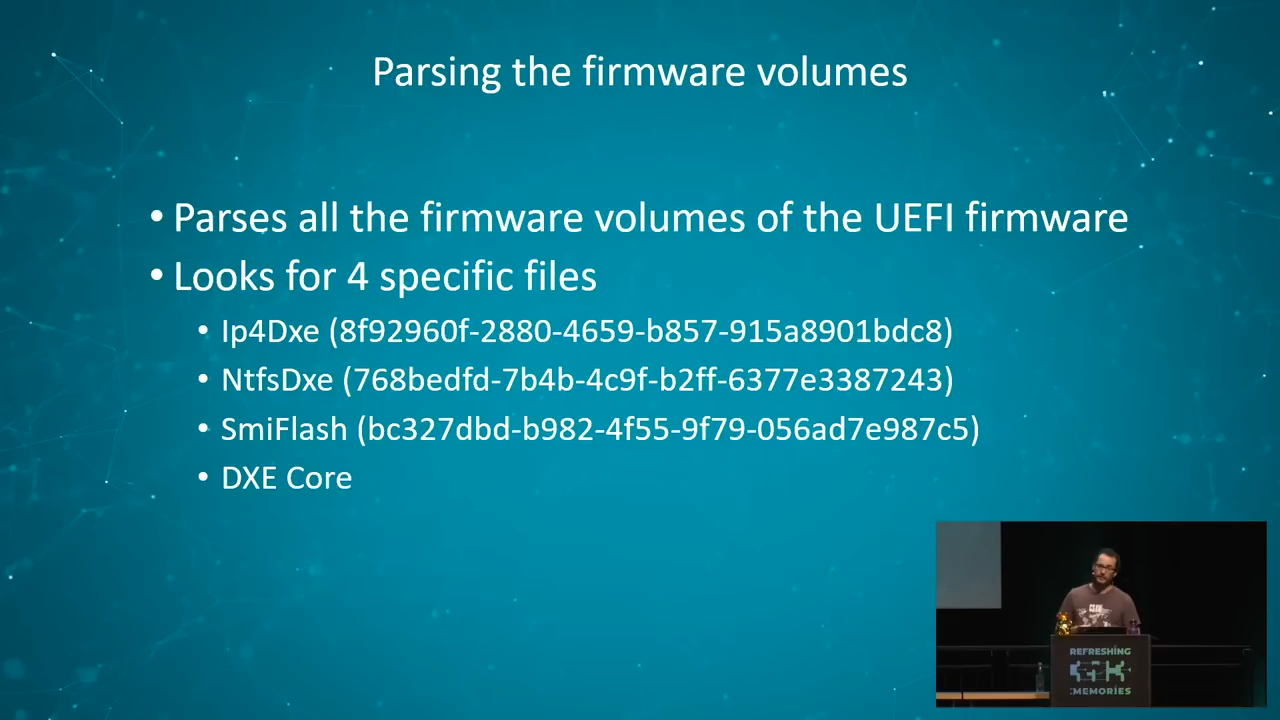 Parsing the firmware volumes
• Parses all the firmware volumes of the UEFI firmware
• Looks for 4 specific files
• Ip4Dxe (8f92960f-2880-4659-b857-915a8901bdc8)
• NtfsDxe (768bedfd-7b4b-4c9f-b2ff-6377e3387243)
• SmiFlash (bc327dbd-b982-4f55-9f79-056ad7e987c5)
• DXE Core
REFRESHING
:MEMORIES